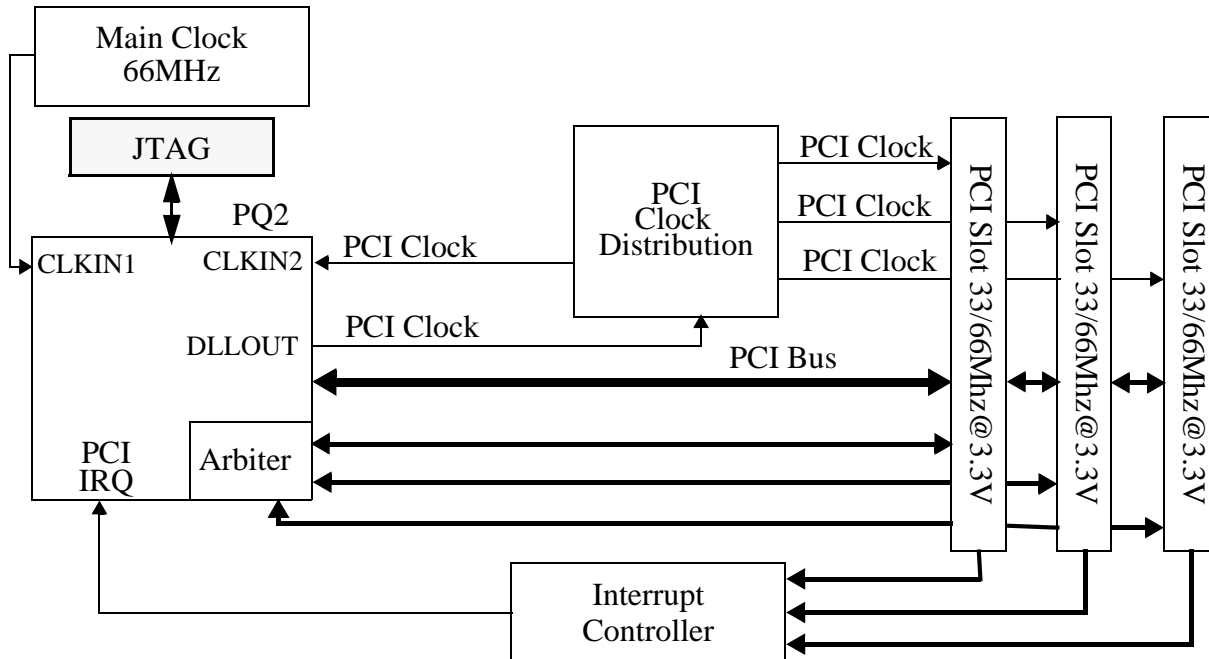 Main Clock
66MHz
JTAG
PQ2
CLKIN1
CLKIN2
DLLOUT
PCI
IRQ
Arbiter
PCI Clock
PCI Clock
PCI
Clock
Distribution
PCI Clock
PCI Clock
PCI Clock
PCI Bus
PCI Slot 33/66Mhz@3.3V
PCI Slot 33/66Mhz@3.3V
PCI Slot 33/66Mhz@3.3V
Interrupt
Controller